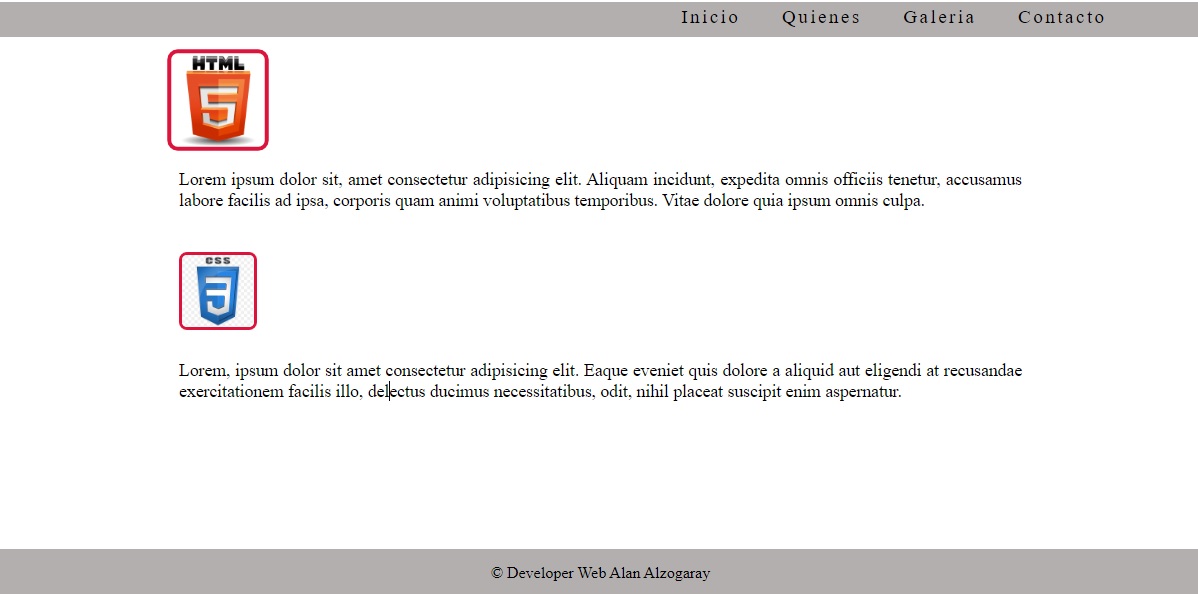 Inicio Quienes Galeria Contacto
HTML
5
Lorem ipsum dolor sit, amet consectetur adipisicing elit. Aliquam incidunt, expedita omnis officiis tenetur, accusamus
labore facilis ad ipsa, corporis quam animi voluptatibus temporibus. Vitae dolore quia ipsum omnis culpa.
CSS
3
Lorem, ipsum dolor sit amet consectetur adipisicing elit. Eaque eveniet quis dolore a aliquid aut eligendi at recusandae
exercitationem facilis illo, delectus ducimus necessitatibus, odit, nihil placeat suscipit enim aspernatur.
© Developer Web Alan Alzogaray